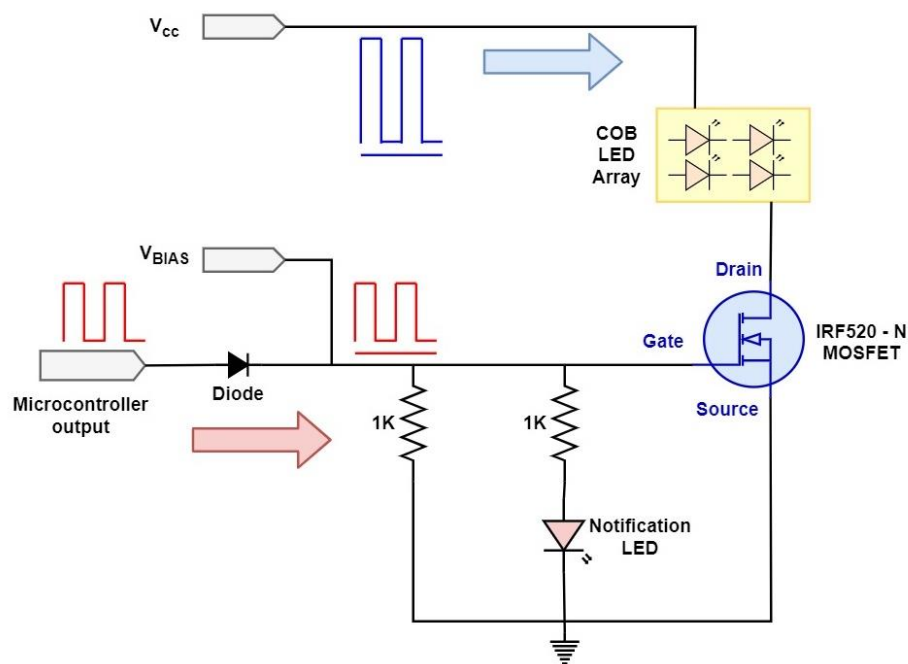 Vcc
COB
LED
Array
VBIAS
Drain
IRF520 - N
MOSFET
Gate
Diode
Microcontroller
output
Source
1K
1K
Notification
LED